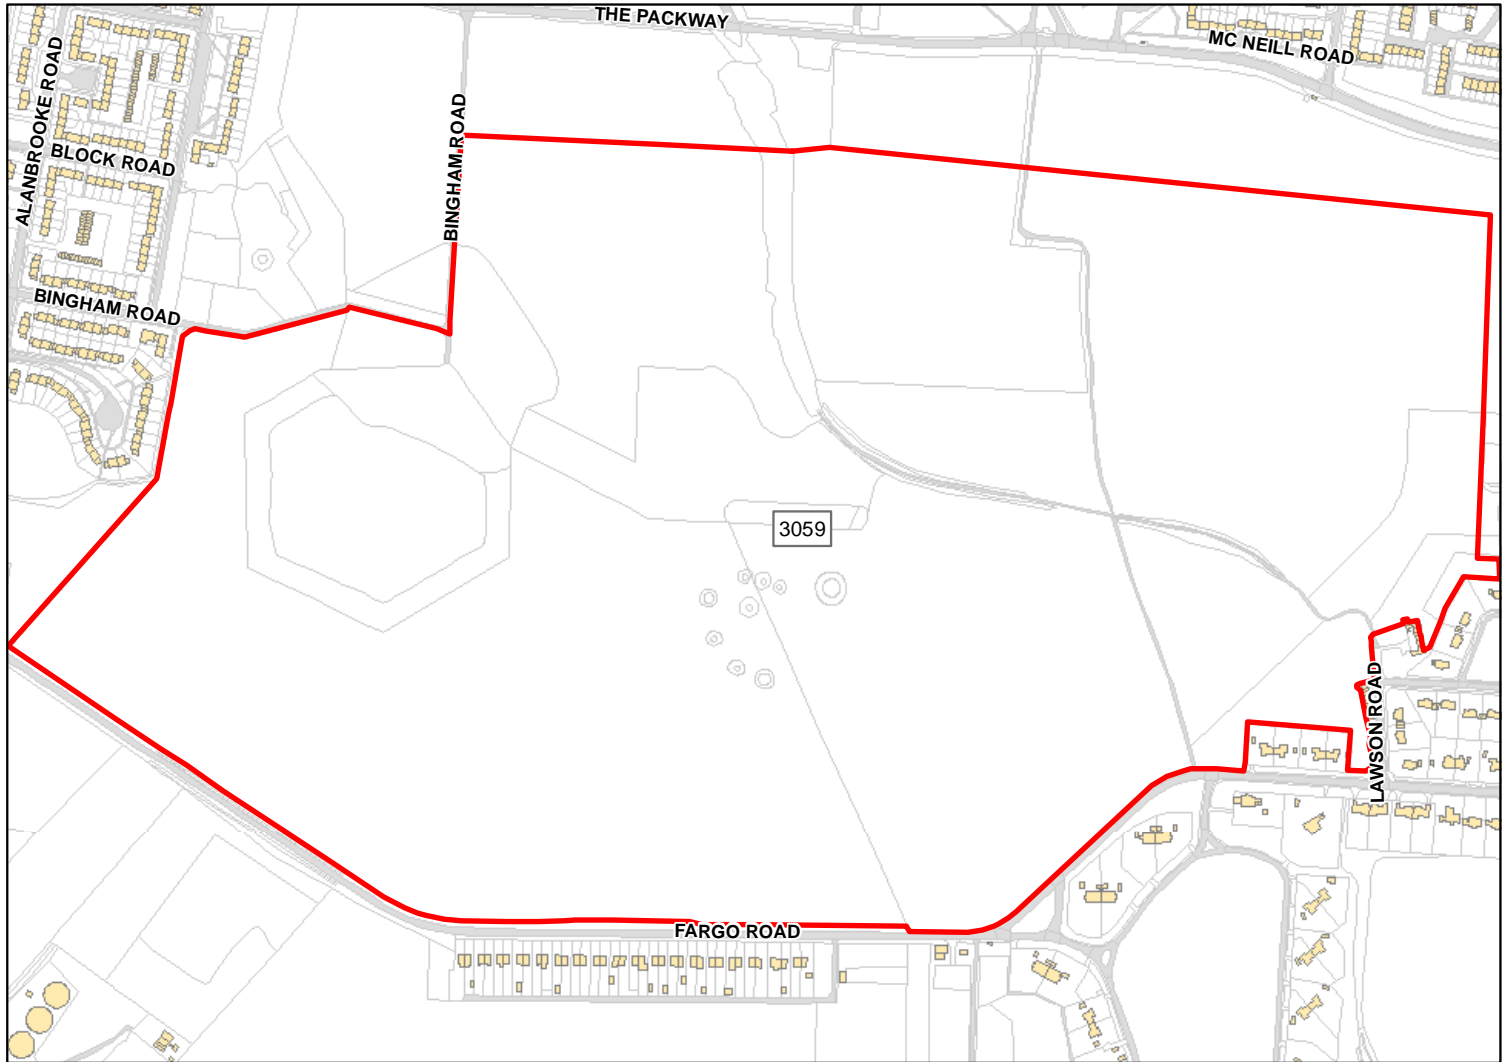 THE PACKWAY
MC NEILL ROAD
ALANBROOKE ROAD
BLOCK ROAD
BINGHAM ROAD
BINGHAM ROAD
3059
LAWSON ROAD
FARGO ROAD